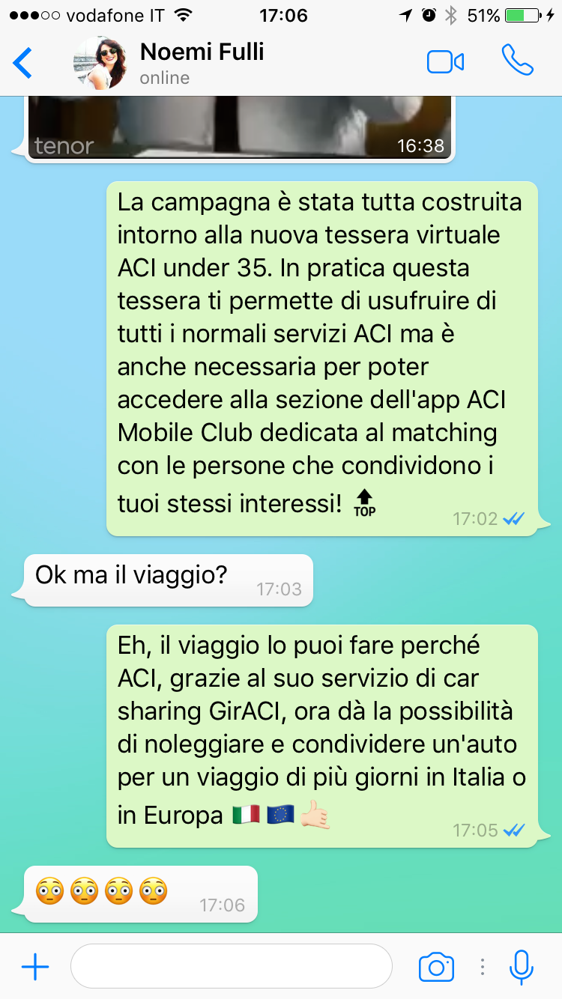 vodafone IT 17:06 51%
Noemi Fulli
online
tenor 16:38
La campagna è stata tutta costruita
intorno alla nuova tessera virtuale
ACI under 35. In pratica questa
tessera ti permette di usufruire di
tutti i normali servizi ACI ma è
anche necessaria per poter
accedere alla sezione dell'app ACI
Mobile Club dedicata al matching
con le persone che condividono i
tuoi stessi interessi! 🔝
17:02
Ok ma il viaggio?
17:03
Eh, il viaggio lo puoi fare perché
ACI, grazie al suo servizio di car
sharing GirACI, ora dà la possibilità
di noleggiare e condividere un'auto
per un viaggio di più giorni in Italia o
in Europa 🇮🇹 🇪🇺 🤙🏻
17:05
😳😳😳😳
17:06